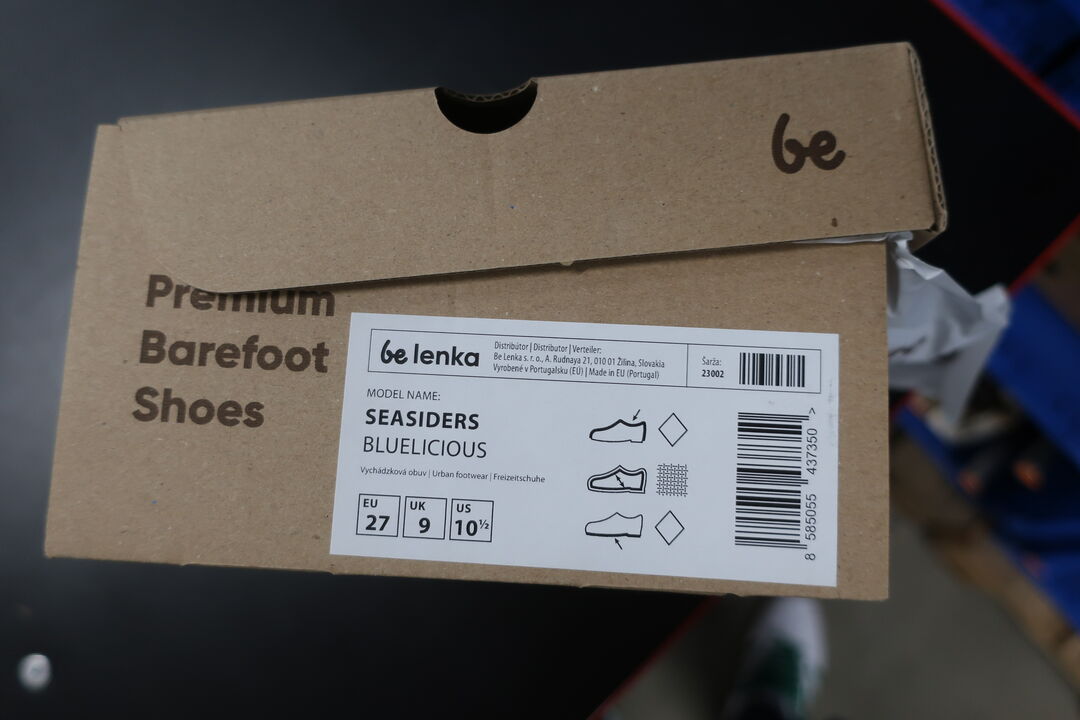 be
Premium
Barefoot
Shoes
be lenka
Distribútor | Distributor | Verteiler:
Be Lenka s. r. o., A. Rudnaya 21, 010 01 Žilina, Slovakia
Vyrobené v Portugalsku (EÚ) | Made in EU (Portugal)
Šarža:
23002
MODEL NAME:
SEASIDERS
BLUELICIOUS
Vychádzková obuv | Urban footwear | Freizeitschuhe
EU
27
UK
9
US
10½
8 585055 437350 >